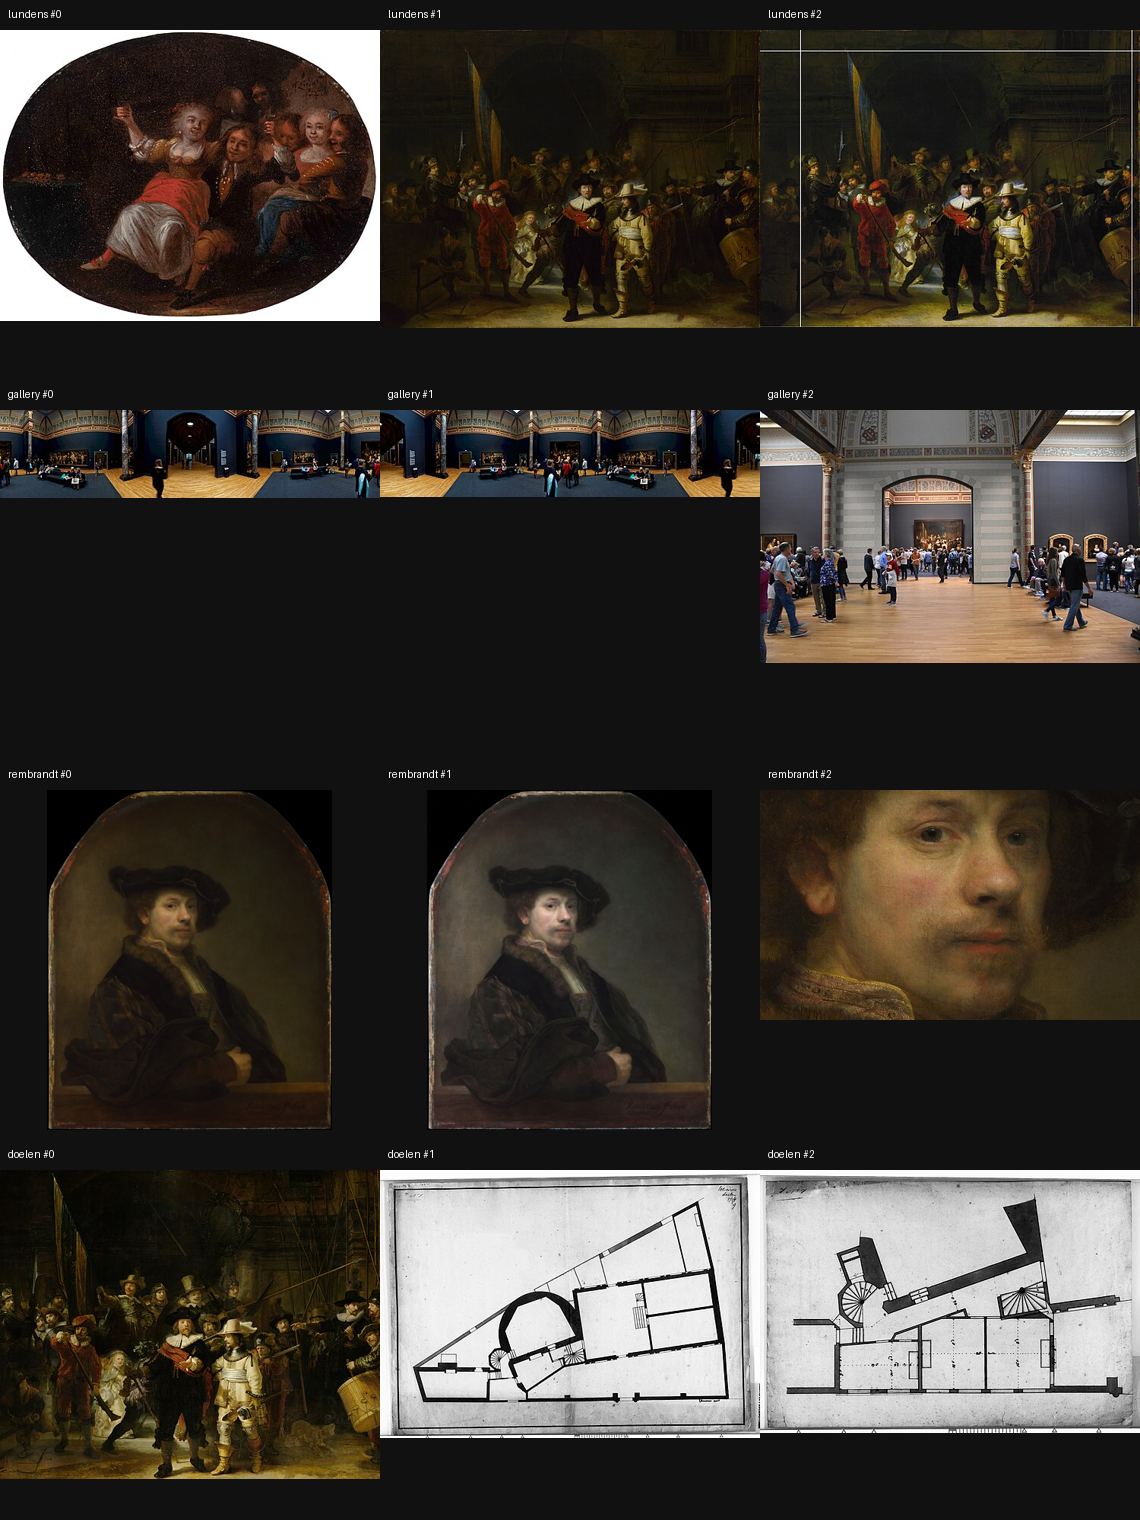 lundens #0
lundens #1
lundens #2
gallery #0
gallery #1
gallery #2
rembrandt #0
rembrandt #1
rembrandt #2
doelen #0
doelen #1
doelen #2